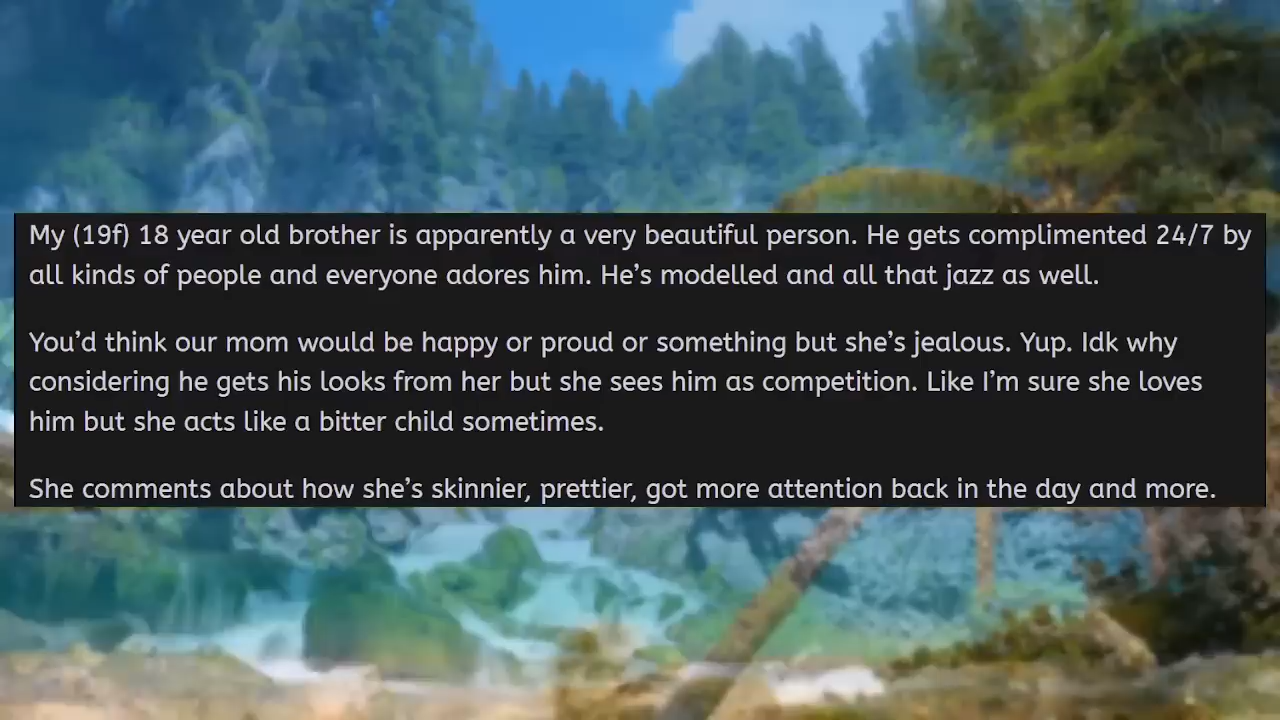 My (19f) 18 year old brother is apparently a very beautiful person. He gets complimented 24/7 by
all kinds of people and everyone adores him. He’s modelled and all that jazz as well.
You’d think our mom would be happy or proud or something but she’s jealous. Yup. Idk why
considering he gets his looks from her but she sees him as competition. Like I’m sure she loves
him but she acts like a bitter child sometimes.
She comments about how she’s skinnier, prettier, got more attention back in the day and more.